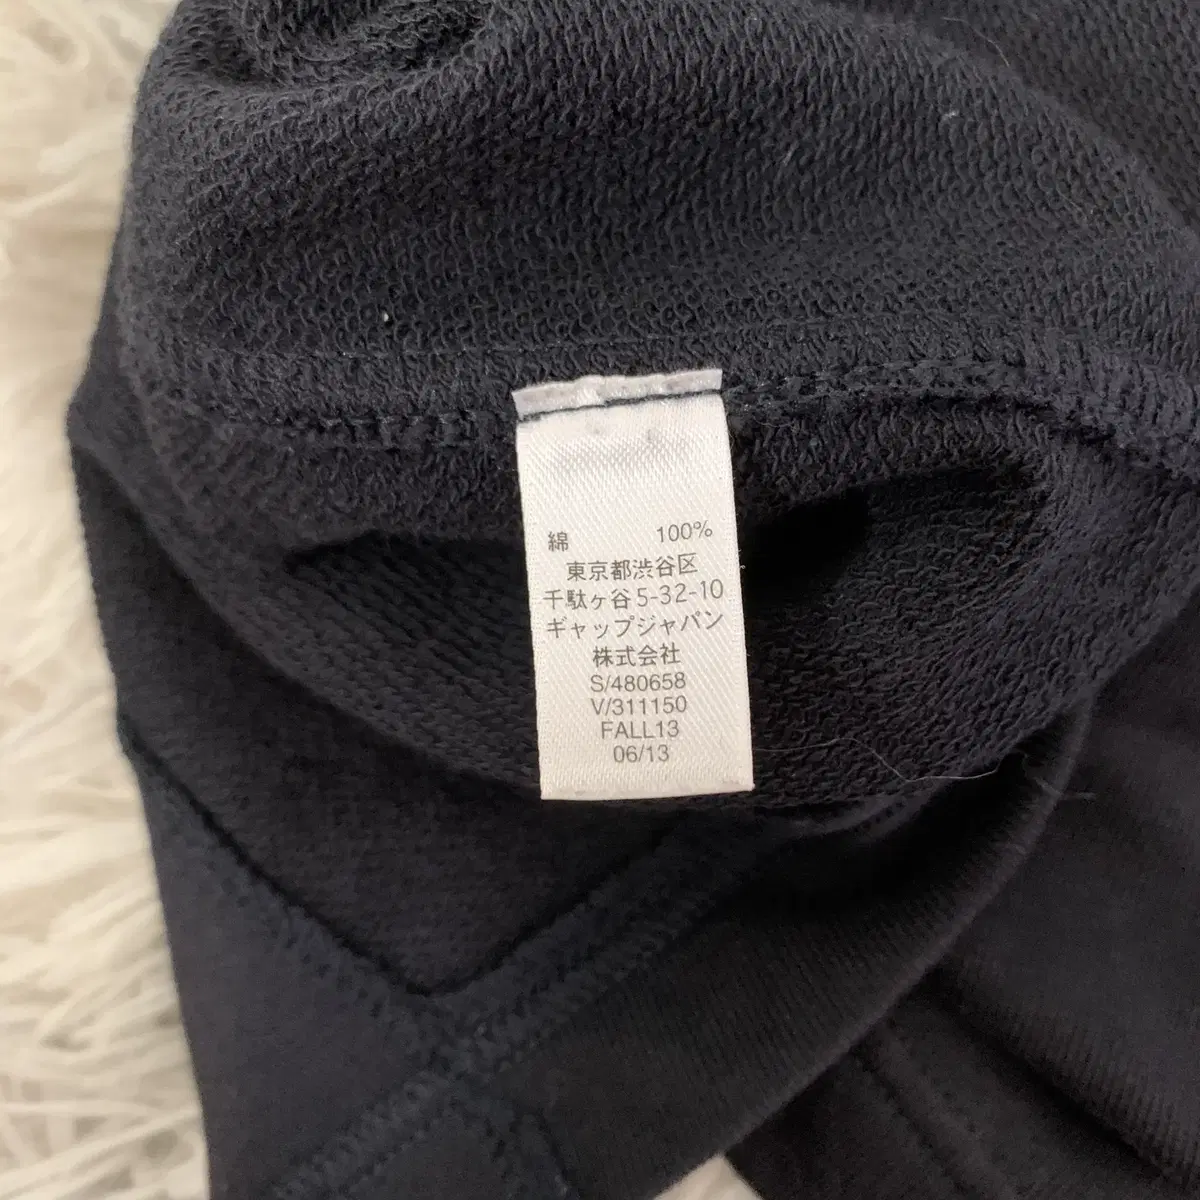 綿 100%
東京都渋谷区
千駄ヶ谷5-32-10
ギャップジャパン
株式会社
S/480658
V/311150
FALL13
06/13